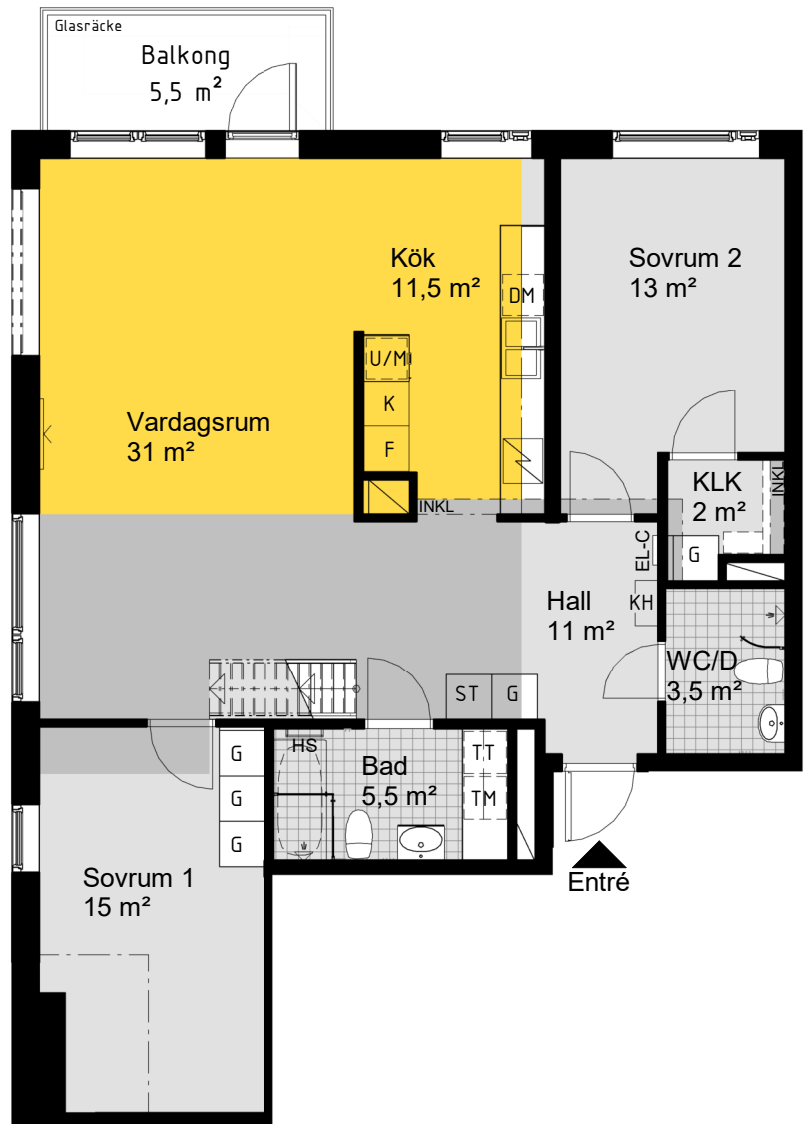 Glasräcke
Balkong
5,5 m²
Kök
11,5 m²
Sovrum 2
13 m²
DM
U/M
K
F
Vardagsrum
31 m²
INKL
KLK
2 m²
INKL
G
EL-C
KH
Hall
11 m²
WC/D
3,5 m²
ST
G
HS
Bad
5,5 m²
TT
TM
G
G
G
Sovrum 1
15 m²
Entré